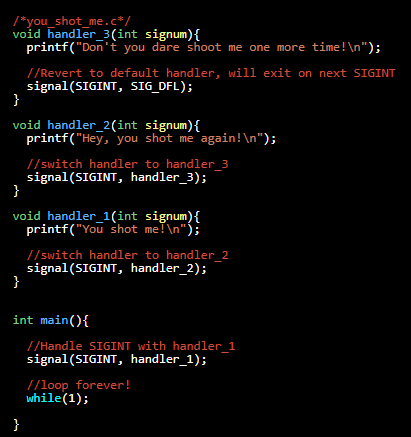 /*you_shot_me.c*/
void handler_3(int signum){
  printf("Don't you dare shoot me one more time!\n");

  //Revert to default handler, will exit on next SIGINT
  signal(SIGINT, SIG_DFL);
}

void handler_2(int signum){
  printf("Hey, you shot me again!\n");

  //switch handler to handler_3
  signal(SIGINT, handler_3);
}

void handler_1(int signum){
  printf("You shot me!\n");

  //switch handler to handler_2
  signal(SIGINT, handler_2);
}


int main(){

  //Handle SIGINT with handler_1
  signal(SIGINT, handler_1);

  //loop forever!
  while(1);

}